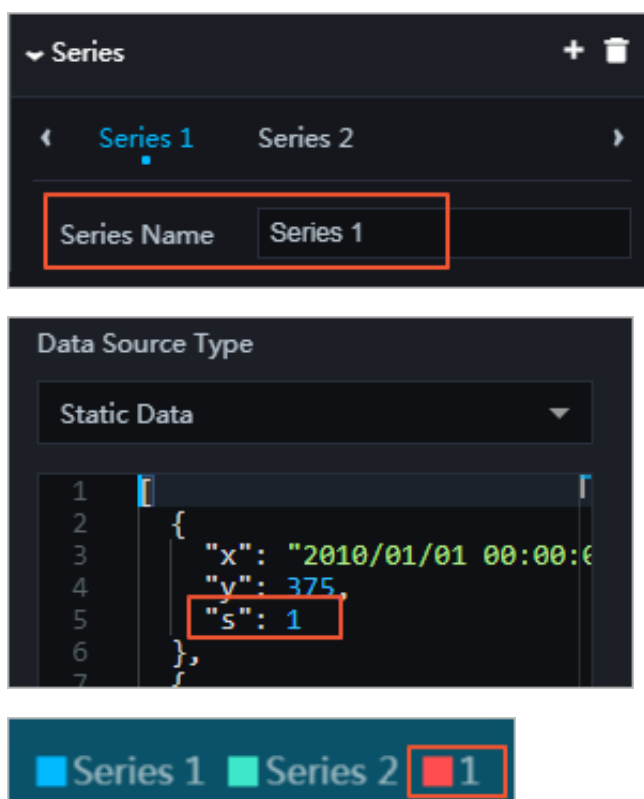 Series
Series 1 Series 2
Series Name Series 1
Data Source Type
Static Data
1 [
2 {
3 "x": "2010/01/01 00:00:0
4 "y": 375,
5 "s": 1
6 },
7 {
Series 1 Series 2 1